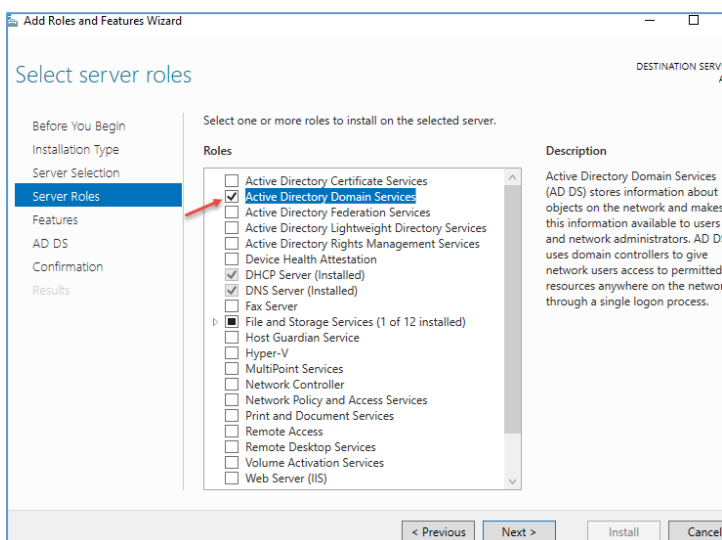 Add Roles and Features Wizard
Select server roles
DESTINATION SERV
Before You Begin
Installation Type
Server Selection
Server Roles
Features
AD DS
Confirmation
Results
Select one or more roles to install on the selected server.
Roles
Active Directory Certificate Services
Active Directory Domain Services
Active Directory Federation Services
Active Directory Lightweight Directory Services
Active Directory Rights Management Services
Device Health Attestation
DHCP Server (Installed)
DNS Server (Installed)
Fax Server
File and Storage Services (1 of 12 installed)
Host Guardian Service
Hyper-V
MultiPoint Services
Network Controller
Network Policy and Access Services
Print and Document Services
Remote Access
Remote Desktop Services
Volume Activation Services
Web Server (IIS)
Description
Active Directory Domain Services
(AD DS) stores information about
objects on the network and makes
this information available to users
and network administrators. AD DS
uses domain controllers to give
network users access to permitted
resources anywhere on the networ
through a single logon process.
< Previous
Next >
Install
Cancel